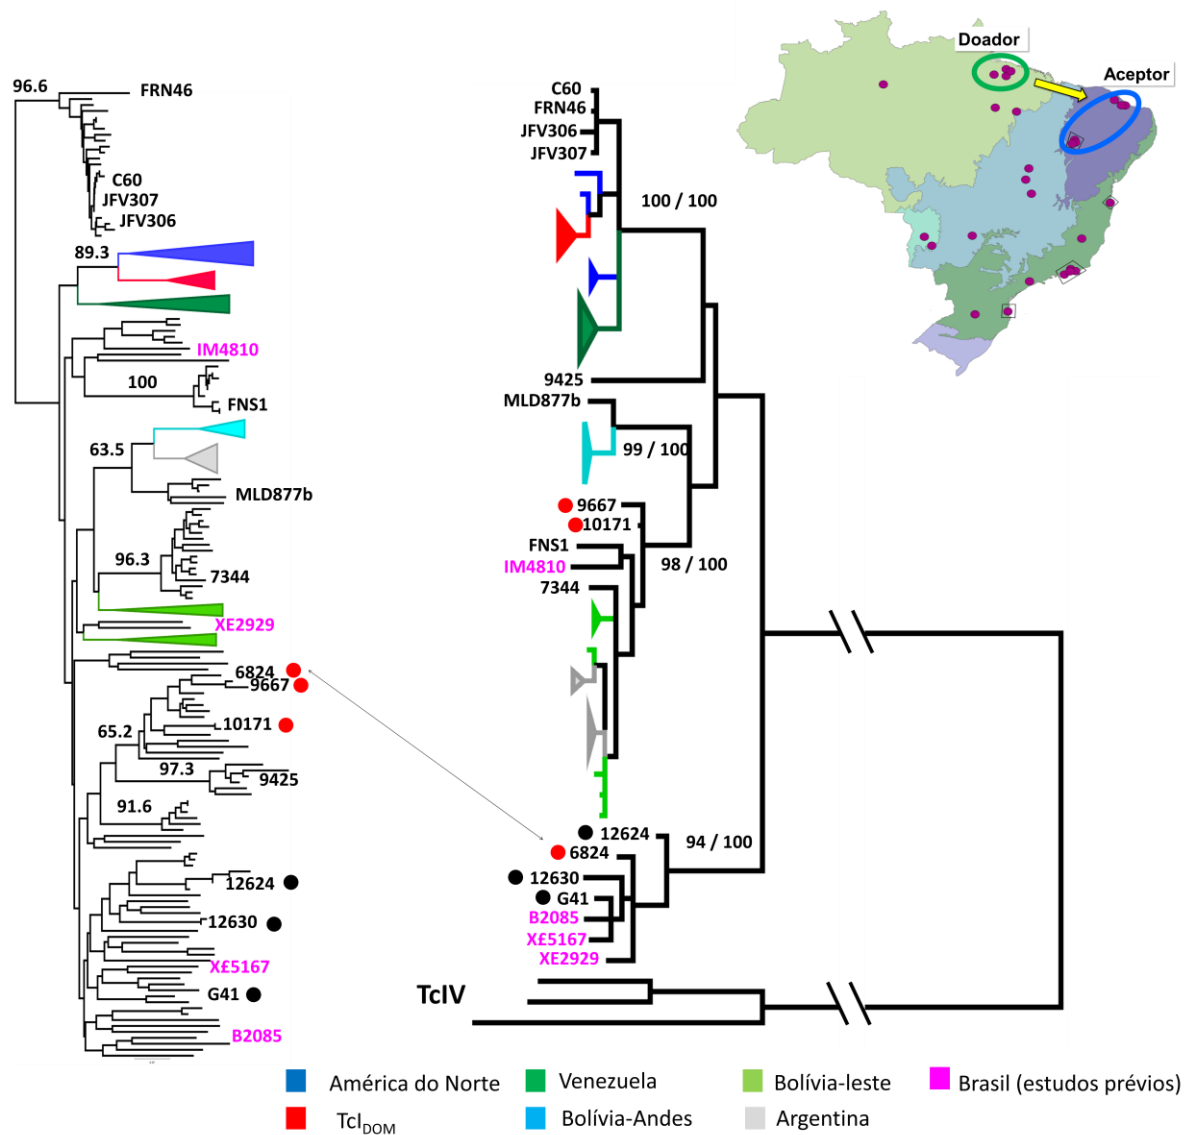 96.6
FRN46
C60
JFV307
JFV306
89.3
IM4810
100
FNS1
63.5
MLD877b
96.3
7344
XE2929
6824
9667
10171
65.2
97.3
9425
91.6
12624
12630
X£5167
G41
B2085
C60
FRN46
JFV306
JFV307
100 / 100
9425
MLD877b
99 / 100
9667
10171
FNS1
98 / 100
IM4810
7344
12624
94 / 100
6824
12630
G41
B2085
X£5167
XE2929
TcIV
Doador
Aceptor
América do Norte
Venezuela
Bolívia-leste
Brasil (estudos prévios)
TcI DOM
Bolívia-Andes
Argentina